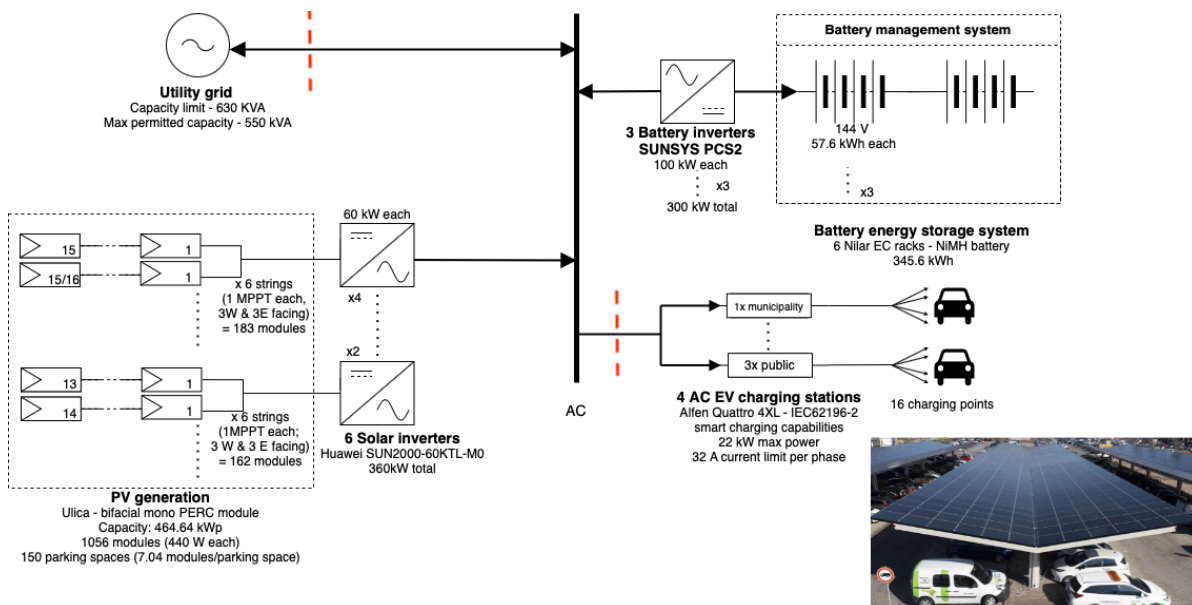 Utility grid
Capacity limit - 630 KVA
Max permitted capacity - 550 kVA
Battery management system
144 V
57.6 kWh each
x3
3 Battery inverters
SUNSYS PCS2
100 kW each
x3
300 kW total
Battery energy storage system
6 Nilar EC racks - NiMH battery
345.6 kWh
60 kW each
15
1
15/16
1
x 6 strings
(1 MPPT each,
3W & 3E facing)
= 183 modules
x4
x2
13
1
14
1
x 6 strings
(1MPPT each;
3 W & 3 E facing)
= 162 modules
6 Solar inverters
Huawei SUN2000-60KTL-M0
360kW total
PV generation
Ulica - bifacial mono PERC module
Capacity: 464.64 kWp
1056 modules (440 W each)
150 parking spaces (7.04 modules/parking space)
AC
1x municipality
3x public
4 AC EV charging stations
Alfen Quattro 4XL - IEC62196-2
smart charging capabilities
22 kW max power
32 A current limit per phase
16 charging points